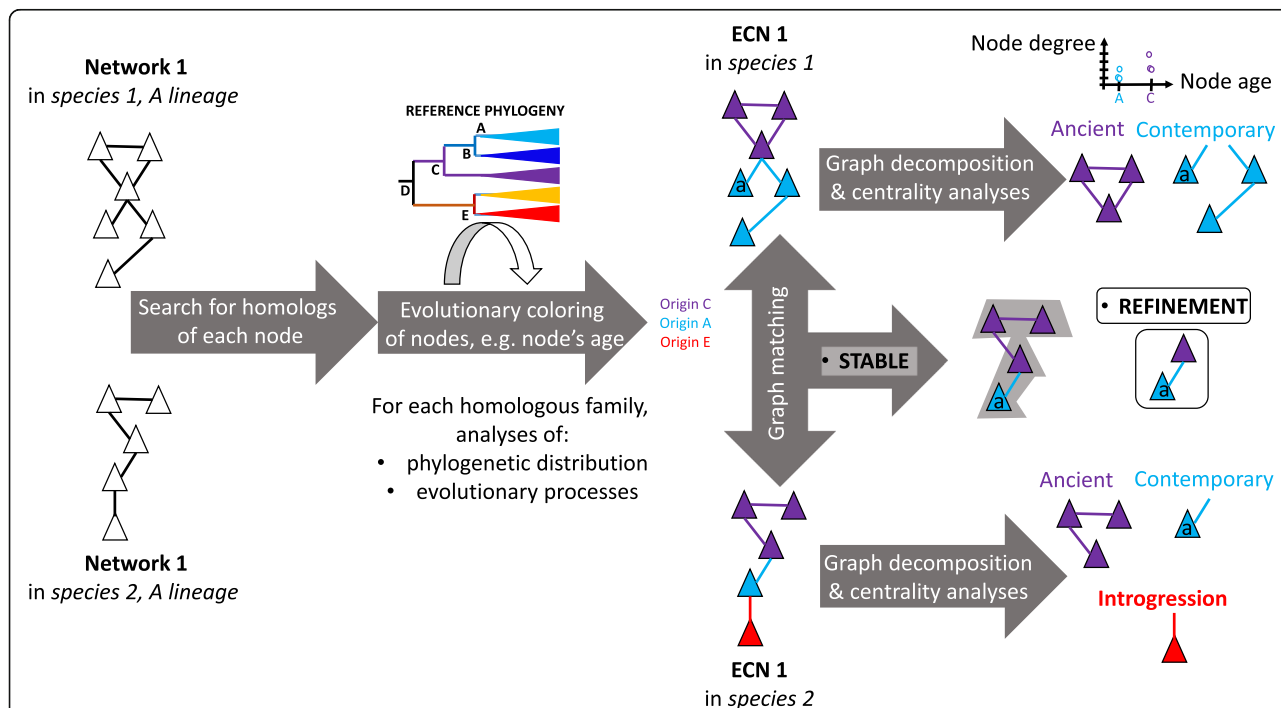 Network 1
in species 1, A lineage
REFERENCE PHYLOGENY
A
B
C
D
E
Search for homologs
of each node
Evolutionary coloring
of nodes, e.g. node's age
For each homologous family,
analyses of:
• phylogenetic distribution
• evolutionary processes
Network 1
in species 2, A lineage
Origin C
Origin A
Origin E
ECN 1
in species 1
a
Graph matching
• STABLE
a
• REFINEMENT
a
Graph decomposition
& centrality analyses
Node degree
Node age
A
C
Ancient
Contemporary
a
ECN 1
in species 2
Graph decomposition
& centrality analyses
Ancient
Contemporary
a
Introgression